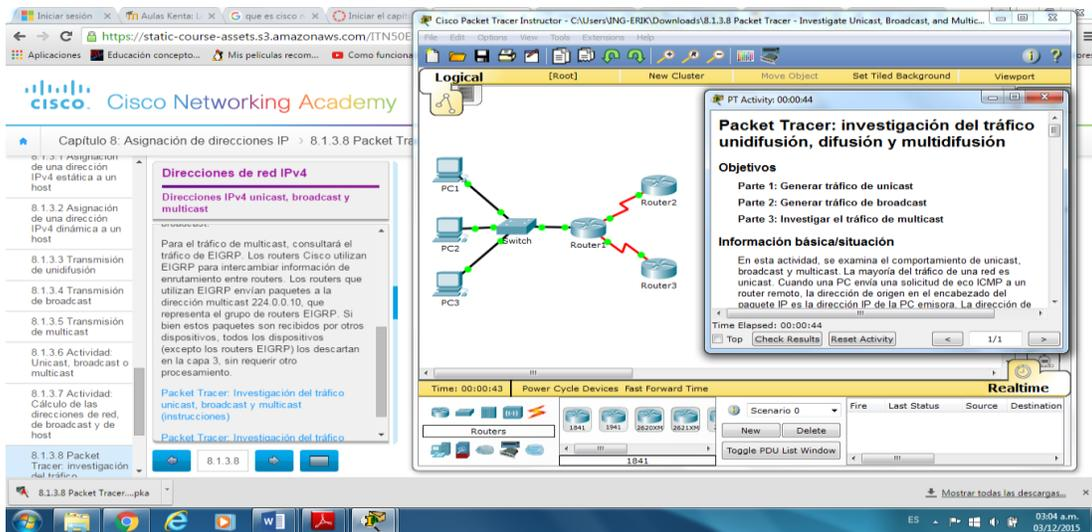 Iniciar sesión
Aulas Kenta: L
que es cisco n
Iniciar el capít
https://static-course-assets.s3.amazonaws.com/ITN50E
Aplicaciones
Educación concepto...
Mis peliculas recom...
Como funciona
CISCO
Cisco Networking Academy
Capítulo 8: Asignación de direcciones IP > 8.1.3.8 Packet Tra
8.1.3.1 Asignación
de una dirección
IPv4 estática a un
host
8.1.3.2 Asignación
de una dirección
IPv4 dinámica a un
host
8.1.3.3 Transmisión
de unidifusión
8.1.3.4 Transmisión
de broadcast
8.1.3.5 Transmisión
de multicast
8.1.3.6 Actividad:
Unicast, broadcast o
multicast
8.1.3.7 Actividad:
Cálculo de las
direcciones de red,
de broadcast y de
host
8.1.3.8 Packet
Tracer: investigación
del tráfico
Direcciones de red IPv4
Direcciones IPv4 unicast, broadcast y
multicast
broadcast.
Para el tráfico de multicast, consultará el
tráfico de EIGRP. Los routers Cisco utilizan
EIGRP para intercambiar información de
enrutamiento entre routers. Los routers que
utilizan EIGRP envían paquetes a la
dirección multicast 224.0.0.10, que
representa el grupo de routers EIGRP. Si
bien estos paquetes son recibidos por otros
dispositivos, todos los dispositivos
(excepto los routers EIGRP) los descartan
en la capa 3, sin requerir otro
procesamiento.
Packet Tracer: Investigación del tráfico
unicast, broadcast y multicast
(instrucciones)
Packet Tracer: Investigación del tráfico
8.1.3.8
Cisco Packet Tracer Instructor - C:\Users\ING-ERIK\Downloads\8.1.3.8 Packet Tracer - Investigate Unicast, Broadcast, and Multic...
File Edit Options View Tools Extensions Help
Logical
[Root]
New Cluster
Move Object
Set Tiled Background
Viewport
PC1
PC2
PC3
Switch
Router1
Router2
Router3
PT Activity: 00:00:44
Packet Tracer: investigación del tráfico
unidifusión, difusión y multidifusión
Objetivos
Parte 1: Generar tráfico de unicast
Parte 2: Generar tráfico de broadcast
Parte 3: Investigar el tráfico de multicast
Información básica/situación
En esta actividad, se examina el comportamiento de unicast,
broadcast y multicast. La mayoría del tráfico de una red es
unicast. Cuando una PC envía una solicitud de eco ICMP a
un router remoto, la dirección de origen en el encabezado del
paquete IP es la dirección IP de la PC emisora. La dirección de
Time Elapsed: 00:00:44
Top
Check Results
Reset Activity
<
1/1
>
Time: 00:00:43
Power Cycle Devices Fast Forward Time
Realtime
Routers
1841
1941
2620XM
2621XM
1841
Scenario 0
New
Delete
Toggle PDU List Window
Fire
Last Status
Source
Destination
8.1.3.8 Packet Tracer....pka
Mostrar todas las descargas...
ES
03:04 a.m.
03/12/2015